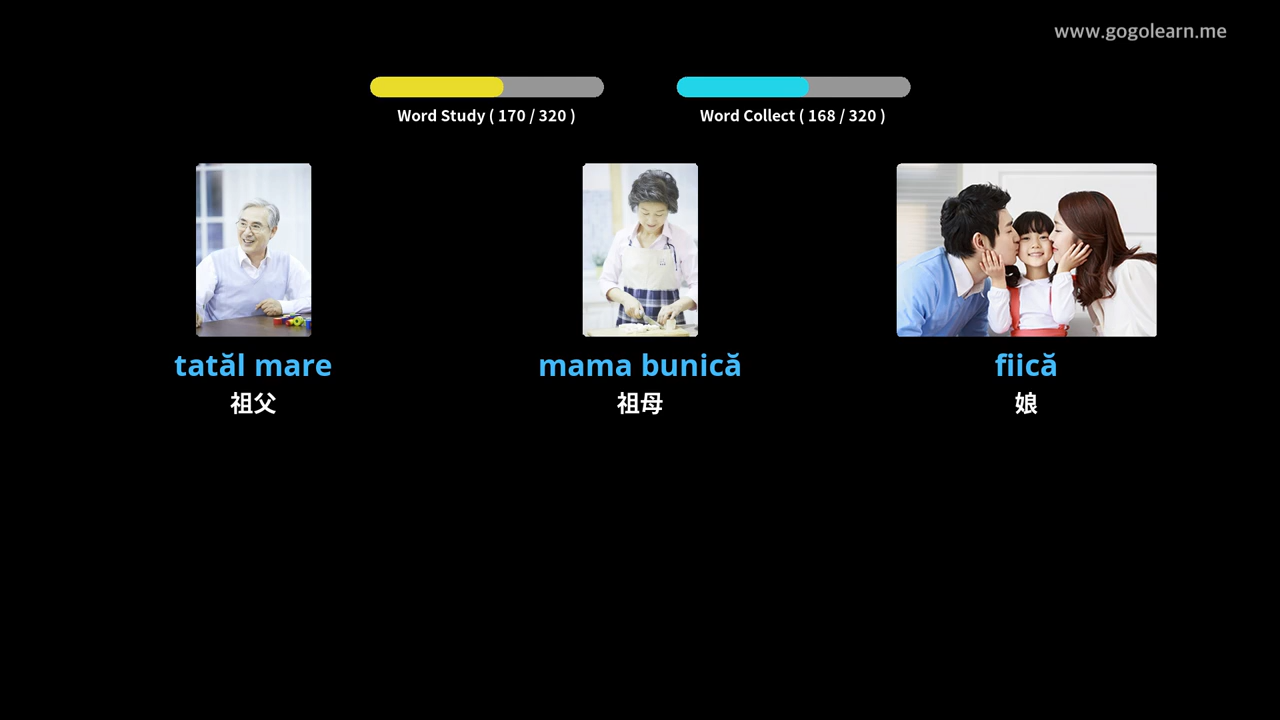 www.gogolearn.me
Word Study ( 170 / 320 )
Word Collect ( 168 / 320 )
tatăl mare
祖父
mama bunică
祖母
fiică
娘